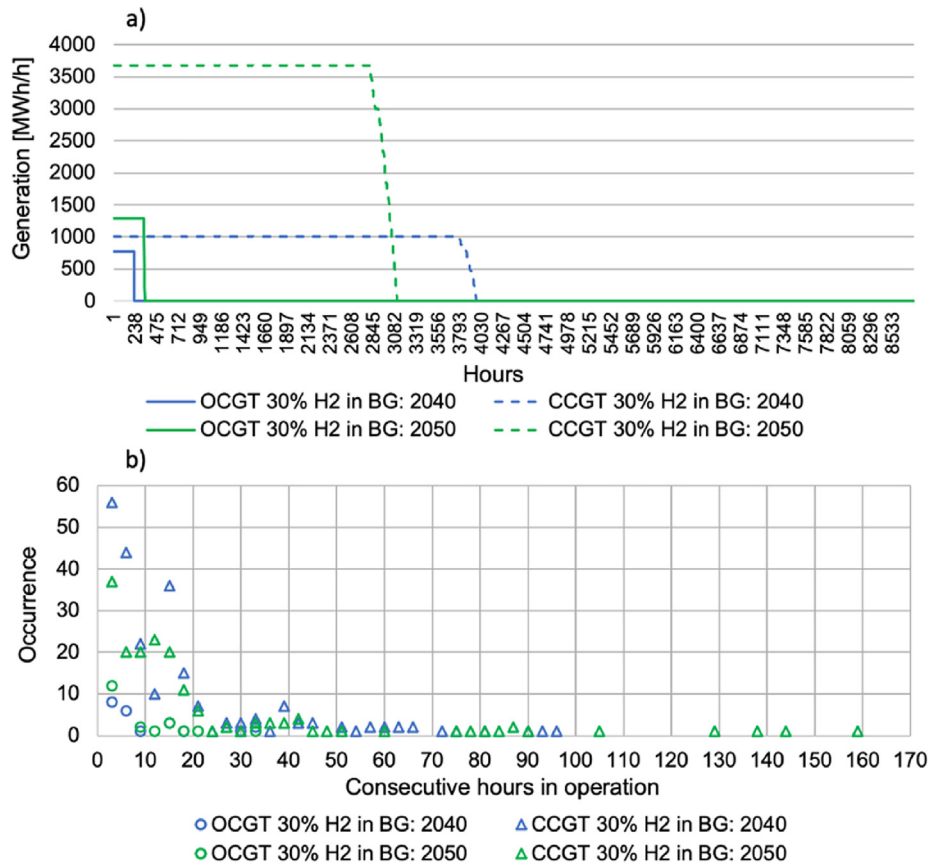 a)
Generation [MWh/h]
4000
3500
3000
2500
2000
1500
1000
500
0
1 238 475 712 949 1186 1423 1660 1897 2134 2371 2608 2845 3082 3319 3556 3793 4030 4267 4504 4741 4978 5215 5452 5689 5926 6163 6400 6637 6874 7111 7348 7585 7822 8059 8296 8533
Hours
OCGT 30% H2 in BG: 2040 CCGT 30% H2 in BG: 2040
OCGT 30% H2 in BG: 2050 CCGT 30% H2 in BG: 2050
b)
Occurrence
60
50
40
30
20
10
0
0 10 20 30 40 50 60 70 80 90 100 110 120 130 140 150 160 170
Consecutive hours in operation
OCGT 30% H2 in BG: 2040 CCGT 30% H2 in BG: 2040
OCGT 30% H2 in BG: 2050 CCGT 30% H2 in BG: 2050